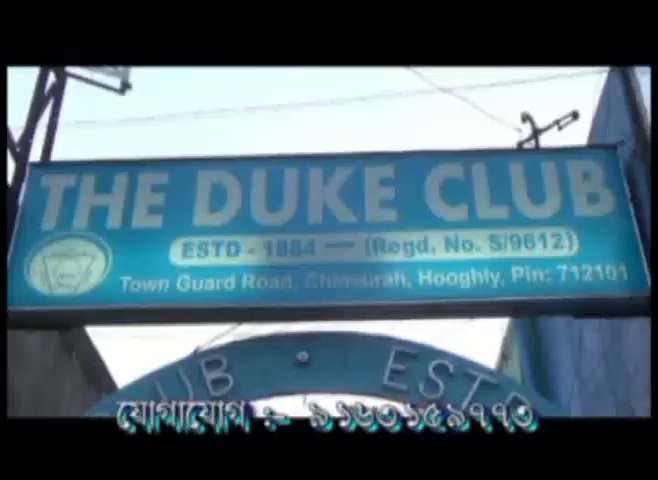 THE DUKE CLUB
ESTD - 1884 — (Regd. No. S/9612)
Town Guard Road, Chinsurah, Hooghly, Pin: 712101
UB • ESTD
যোগাযোগ :- ৯১৬৩১৫৯৭৭৩